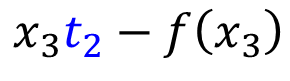 x₃t₂ − f(x₃)